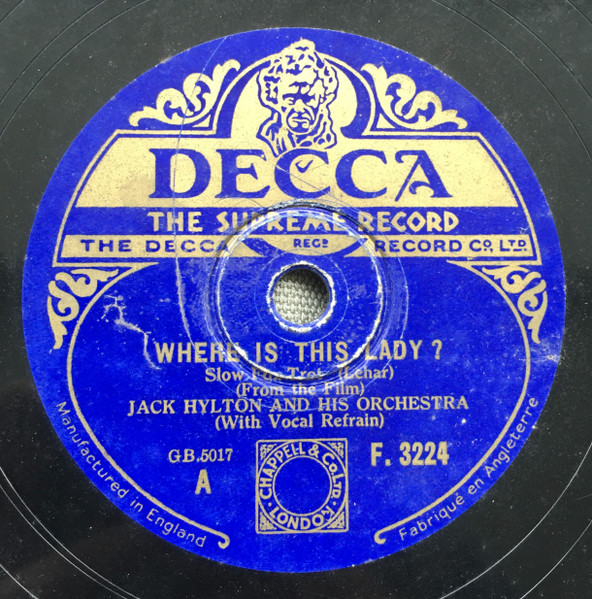 DECCA
THE SUPREME RECORD
THE DECCA REGD RECORD CO, LTD.
WHERE IS THIS LADY?
Slow Fox Trot (Lehar)
(From the Film)
JACK HYLTON AND HIS ORCHESTRA
(With Vocal Refrain)
GB.5017
A
F. 3224
CHAPPELL & CO LTD. LONDON
Manufactured in England
Fabriqué en Angleterre